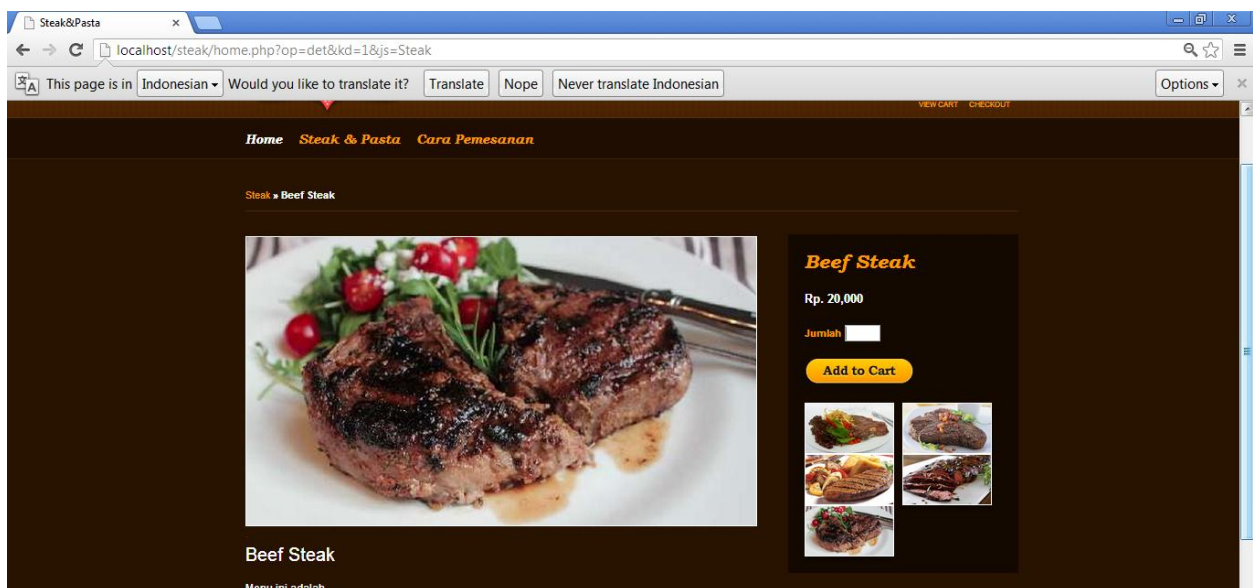 Steak&Pasta
localhost/steak/home.php?op=det&kd=1&js=Steak
This page is in Indonesian Would you like to translate it? Translate Nope Never translate Indonesian Options
VIEW CART CHECKOUT
Home Steak & Pasta Cara Pemesanan
Steak » Beef Steak
Beef Steak
Rp. 20,000
Jumlah
Add to Cart
Beef Steak
Menu ini adalah